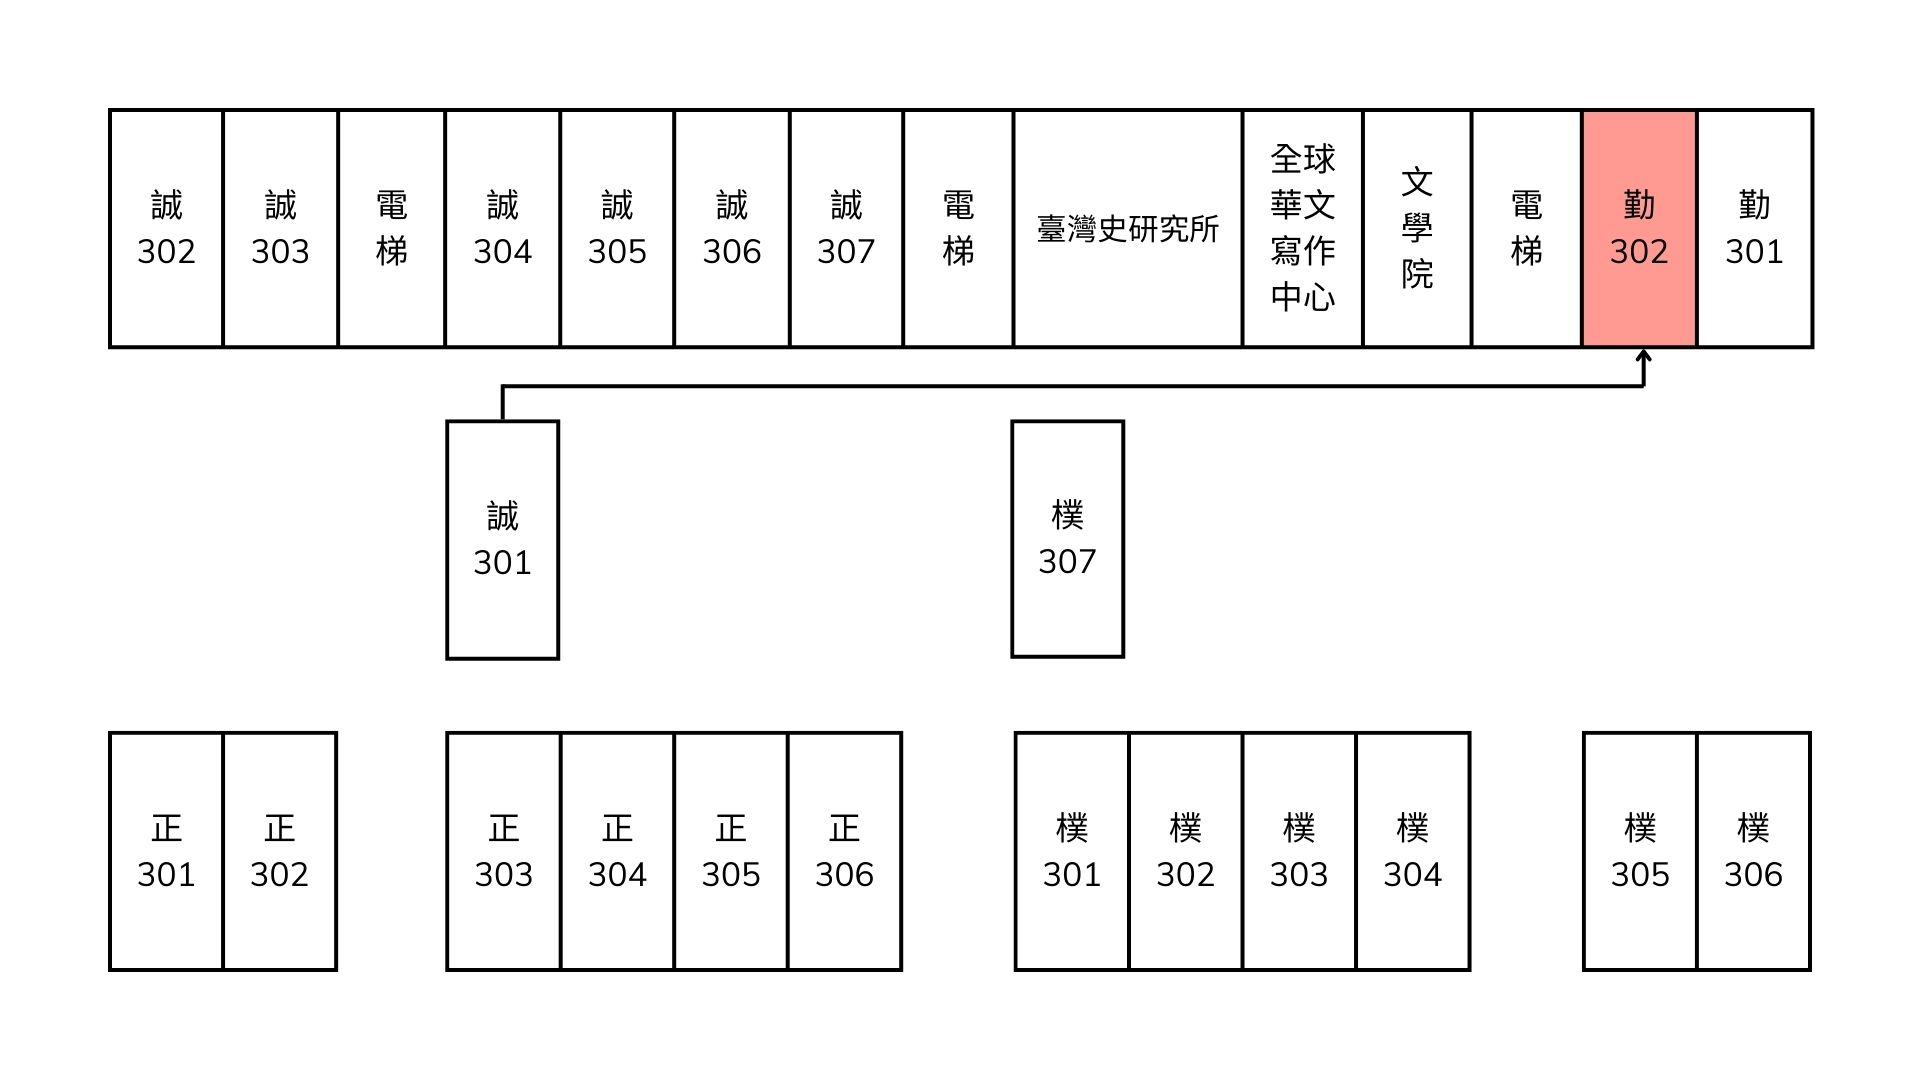 誠
302
誠
303
電
梯
誠
304
誠
305
誠
306
誠
307
電
梯
臺灣史研究所
全球
華文
寫作
中心
文
學
院
電
梯
勤
302
勤
301
誠
301
樸
307
正
301
正
302
正
303
正
304
正
305
正
306
樸
301
樸
302
樸
303
樸
304
樸
305
樸
306